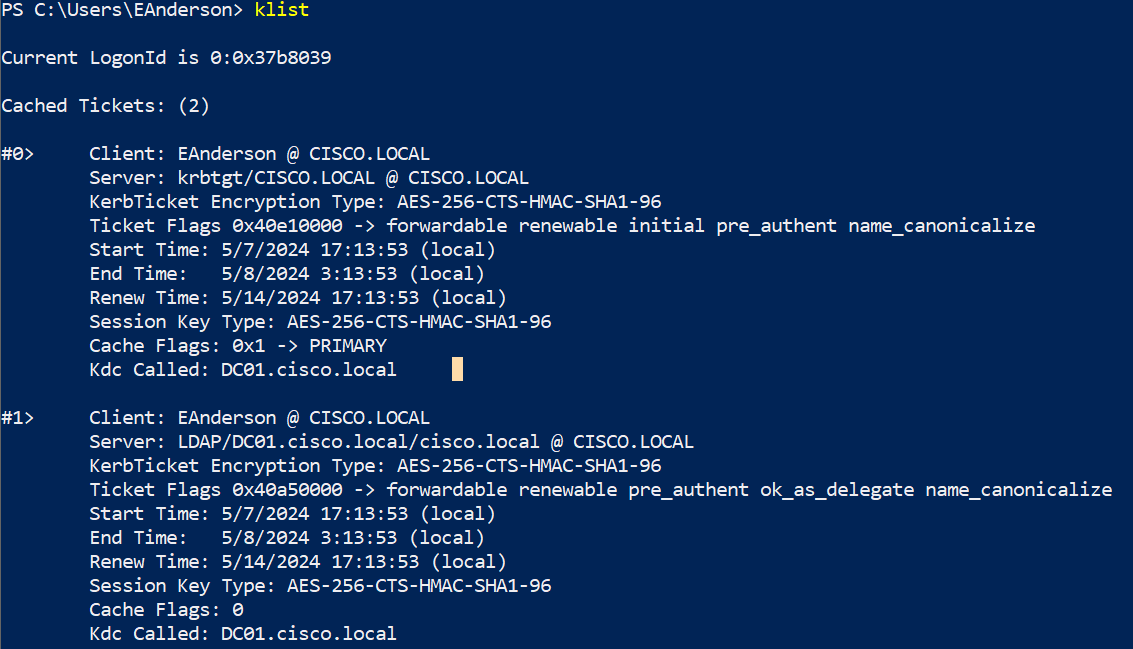 PS C:\Users\EAnderson> klist
Current LogonId is 0:0x37b8039
Cached Tickets: (2)
#0>     Client: EAnderson @ CISCO.LOCAL
        Server: krbtgt/CISCO.LOCAL @ CISCO.LOCAL
        KerbTicket Encryption Type: AES-256-CTS-HMAC-SHA1-96
        Ticket Flags 0x40e10000 -> forwardable renewable initial pre_authent name_canonicalize
        Start Time: 5/7/2024 17:13:53 (local)
        End Time:   5/8/2024 3:13:53 (local)
        Renew Time: 5/14/2024 17:13:53 (local)
        Session Key Type: AES-256-CTS-HMAC-SHA1-96
        Cache Flags: 0x1 -> PRIMARY
        Kdc Called: DC01.cisco.local
#1>     Client: EAnderson @ CISCO.LOCAL
        Server: LDAP/DC01.cisco.local/cisco.local @ CISCO.LOCAL
        KerbTicket Encryption Type: AES-256-CTS-HMAC-SHA1-96
        Ticket Flags 0x40a50000 -> forwardable renewable pre_authent ok_as_delegate name_canonicalize
        Start Time: 5/7/2024 17:13:53 (local)
        End Time:   5/8/2024 3:13:53 (local)
        Renew Time: 5/14/2024 17:13:53 (local)
        Session Key Type: AES-256-CTS-HMAC-SHA1-96
        Cache Flags: 0
        Kdc Called: DC01.cisco.local